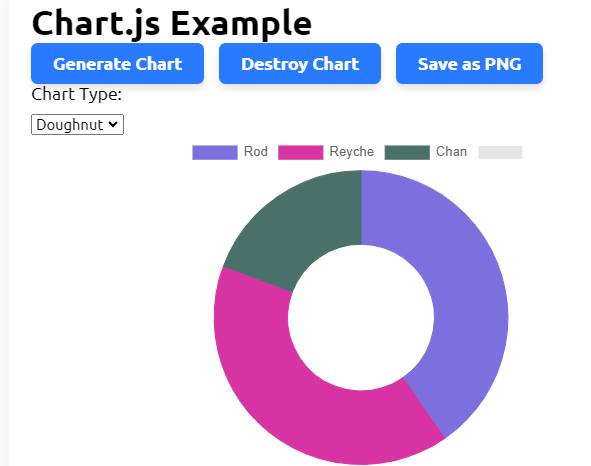 Chart.js Example
Generate Chart Destroy Chart Save as PNG
Chart Type:
Doughnut
Rod Reyche Chan